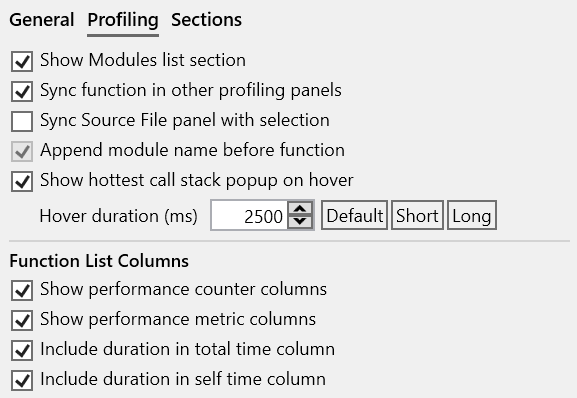 General Profiling Sections
Show Modules list section
Sync function in other profiling panels
Sync Source File panel with selection
Append module name before function
Show hottest call stack popup on hover
Hover duration (ms) 2500 Default Short Long
Function List Columns
Show performance counter columns
Show performance metric columns
Include duration in total time column
Include duration in self time column